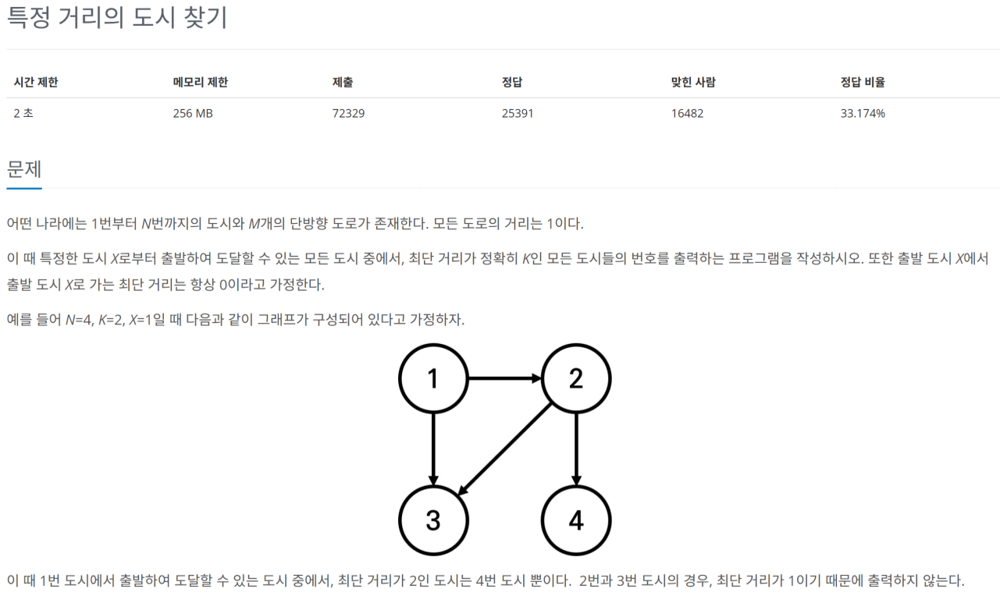 특정 거리의 도시 찾기
시간 제한 메모리 제한 제출 정답 맞힌 사람 정답 비율
2 초 256 MB 72329 25391 16482 33.174%
문제
어떤 나라에는 1번부터 N번까지의 도시와 M개의 단방향 도로가 존재한다. 모든 도로의 거리는 1이다.
이 때 특정한 도시 X로부터 출발하여 도달할 수 있는 모든 도시 중에서, 최단 거리가 정확히 K인 모든 도시들의 번호를 출력하는 프로그램을 작성하시오. 또한 출발 도시 X에서
출발 도시 X로 가는 최단 거리는 항상 0이라고 가정한다.
예를 들어 N=4, K=2, X=1일 때 다음과 같이 그래프가 구성되어 있다고 가정하자.
1 2
3 4
이 때 1번 도시에서 출발하여 도달할 수 있는 도시 중에서, 최단 거리가 2인 도시는 4번 도시 뿐이다. 2번과 3번 도시의 경우, 최단 거리가 1이기 때문에 출력하지 않는다.